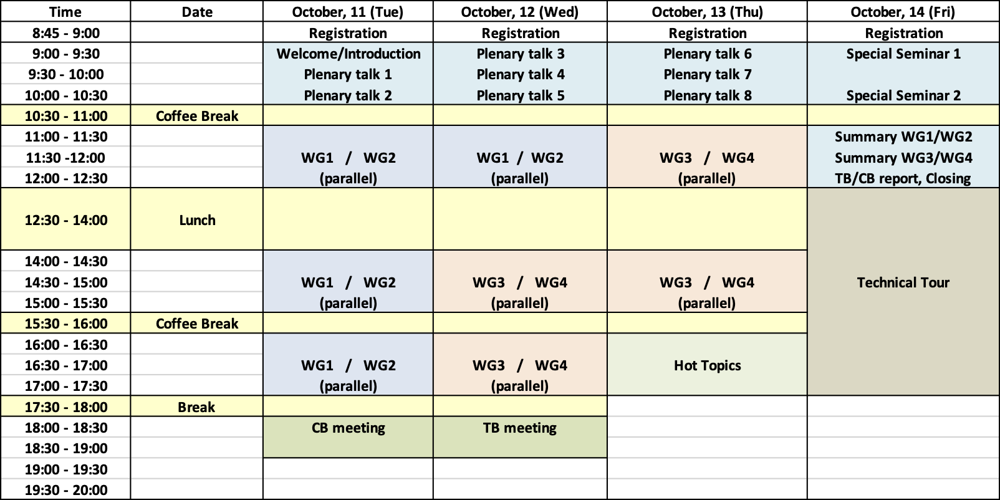 Time Date October, 11 (Tue) October, 12 (Wed) October, 13 (Thu) October, 14 (Fri)
8:45 - 9:00 Registration Registration Registration Registration
9:00 - 9:30 Welcome/Introduction Plenary talk 3 Plenary talk 6 Special Seminar 1
9:30 - 10:00 Plenary talk 1 Plenary talk 4 Plenary talk 7
10:00 - 10:30 Plenary talk 2 Plenary talk 5 Plenary talk 8 Special Seminar 2
10:30 - 11:00 Coffee Break
11:00 - 11:30 Summary WG1/WG2
11:30 -12:00 WG1 / WG2 WG1 / WG2 WG3 / WG4 Summary WG3/WG4
12:00 - 12:30 (parallel) (parallel) (parallel) TB/CB report, Closing
12:30 - 14:00 Lunch
14:00 - 14:30
14:30 - 15:00 WG1 / WG2 WG3 / WG4 WG3 / WG4 Technical Tour
15:00 - 15:30 (parallel) (parallel) (parallel)
15:30 - 16:00 Coffee Break
16:00 - 16:30
16:30 - 17:00 WG1 / WG2 WG3 / WG4 Hot Topics
17:00 - 17:30 (parallel) (parallel)
17:30 - 18:00 Break
18:00 - 18:30 CB meeting TB meeting
18:30 - 19:00
19:00 - 19:30
19:30 - 20:00